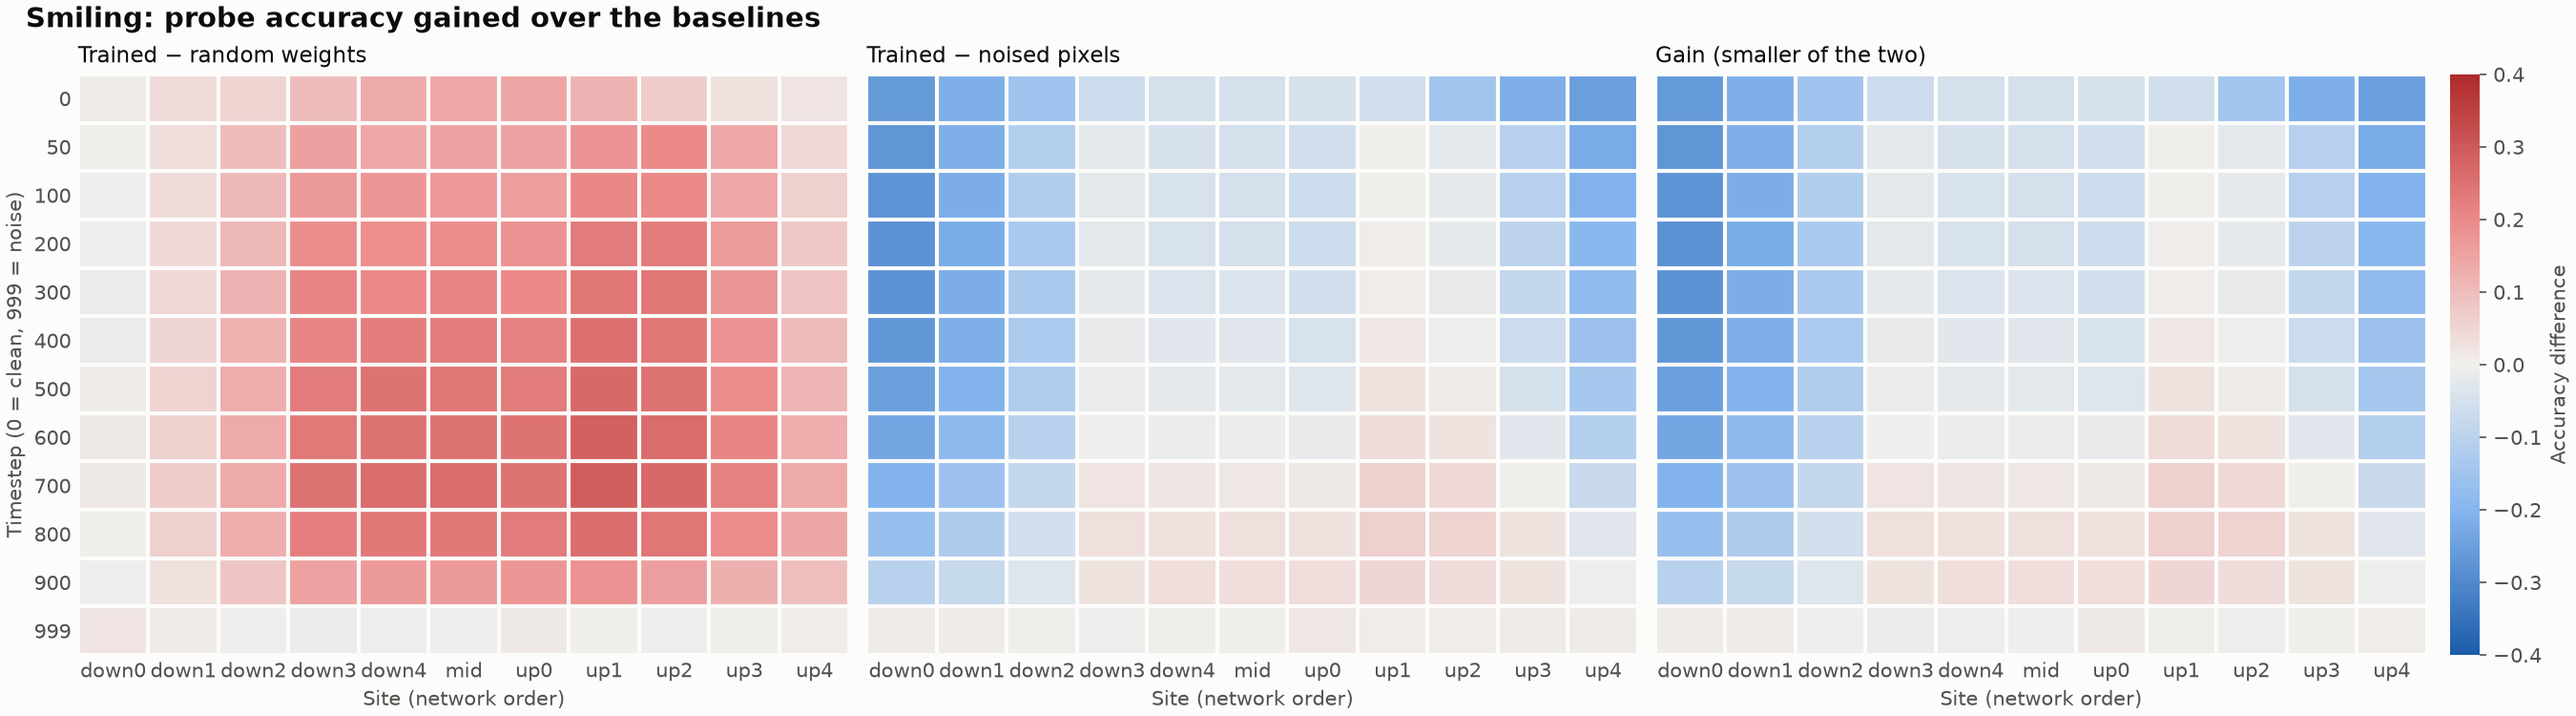 Smiling: probe accuracy gained over the baselines
Trained − random weights
Trained − noised pixels
Gain (smaller of the two)
Timestep (0 = clean, 999 = noise)
0
50
100
200
300
400
500
600
700
800
900
999
down0 down1 down2 down3 down4 mid up0 up1 up2 up3 up4
Site (network order)
down0 down1 down2 down3 down4 mid up0 up1 up2 up3 up4
Site (network order)
down0 down1 down2 down3 down4 mid up0 up1 up2 up3 up4
Site (network order)
0.4
0.3
0.2
0.1
0.0
−0.1
−0.2
−0.3
−0.4
Accuracy difference